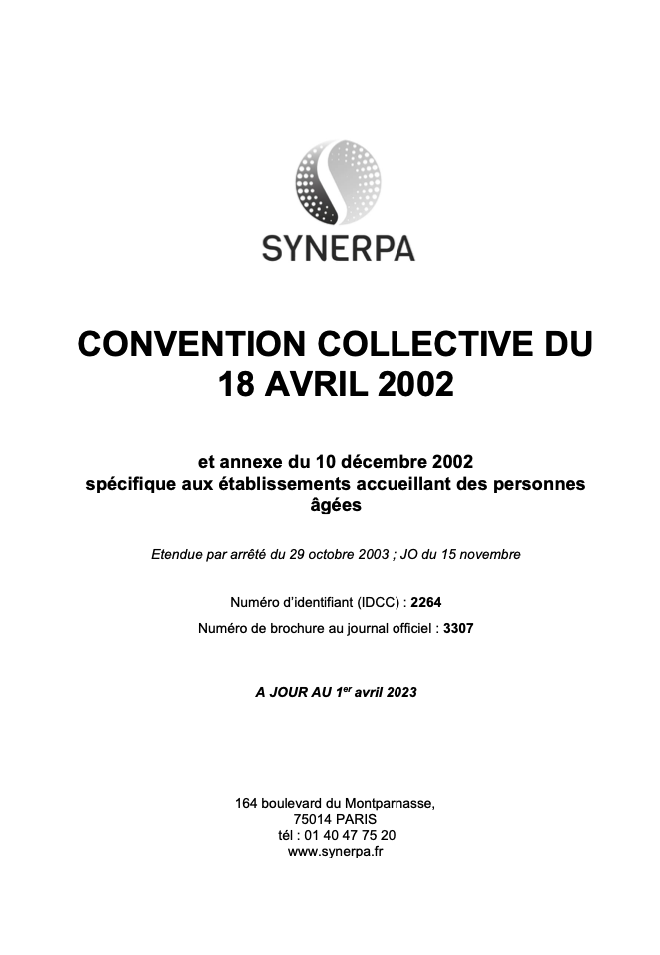 SYNERPA
CONVENTION COLLECTIVE DU
18 AVRIL 2002
et annexe du 10 décembre 2002
spécifique aux établissements accueillant des personnes
âgées
Etendue par arrêté du 29 octobre 2003 ; JO du 15 novembre
Numéro d'identifiant (IDCC) : 2264
Numéro de brochure au journal officiel : 3307
A JOUR AU 1er avril 2023
164 boulevard du Montparnasse,
75014 PARIS
tél : 01 40 47 75 20
www.synerpa.fr